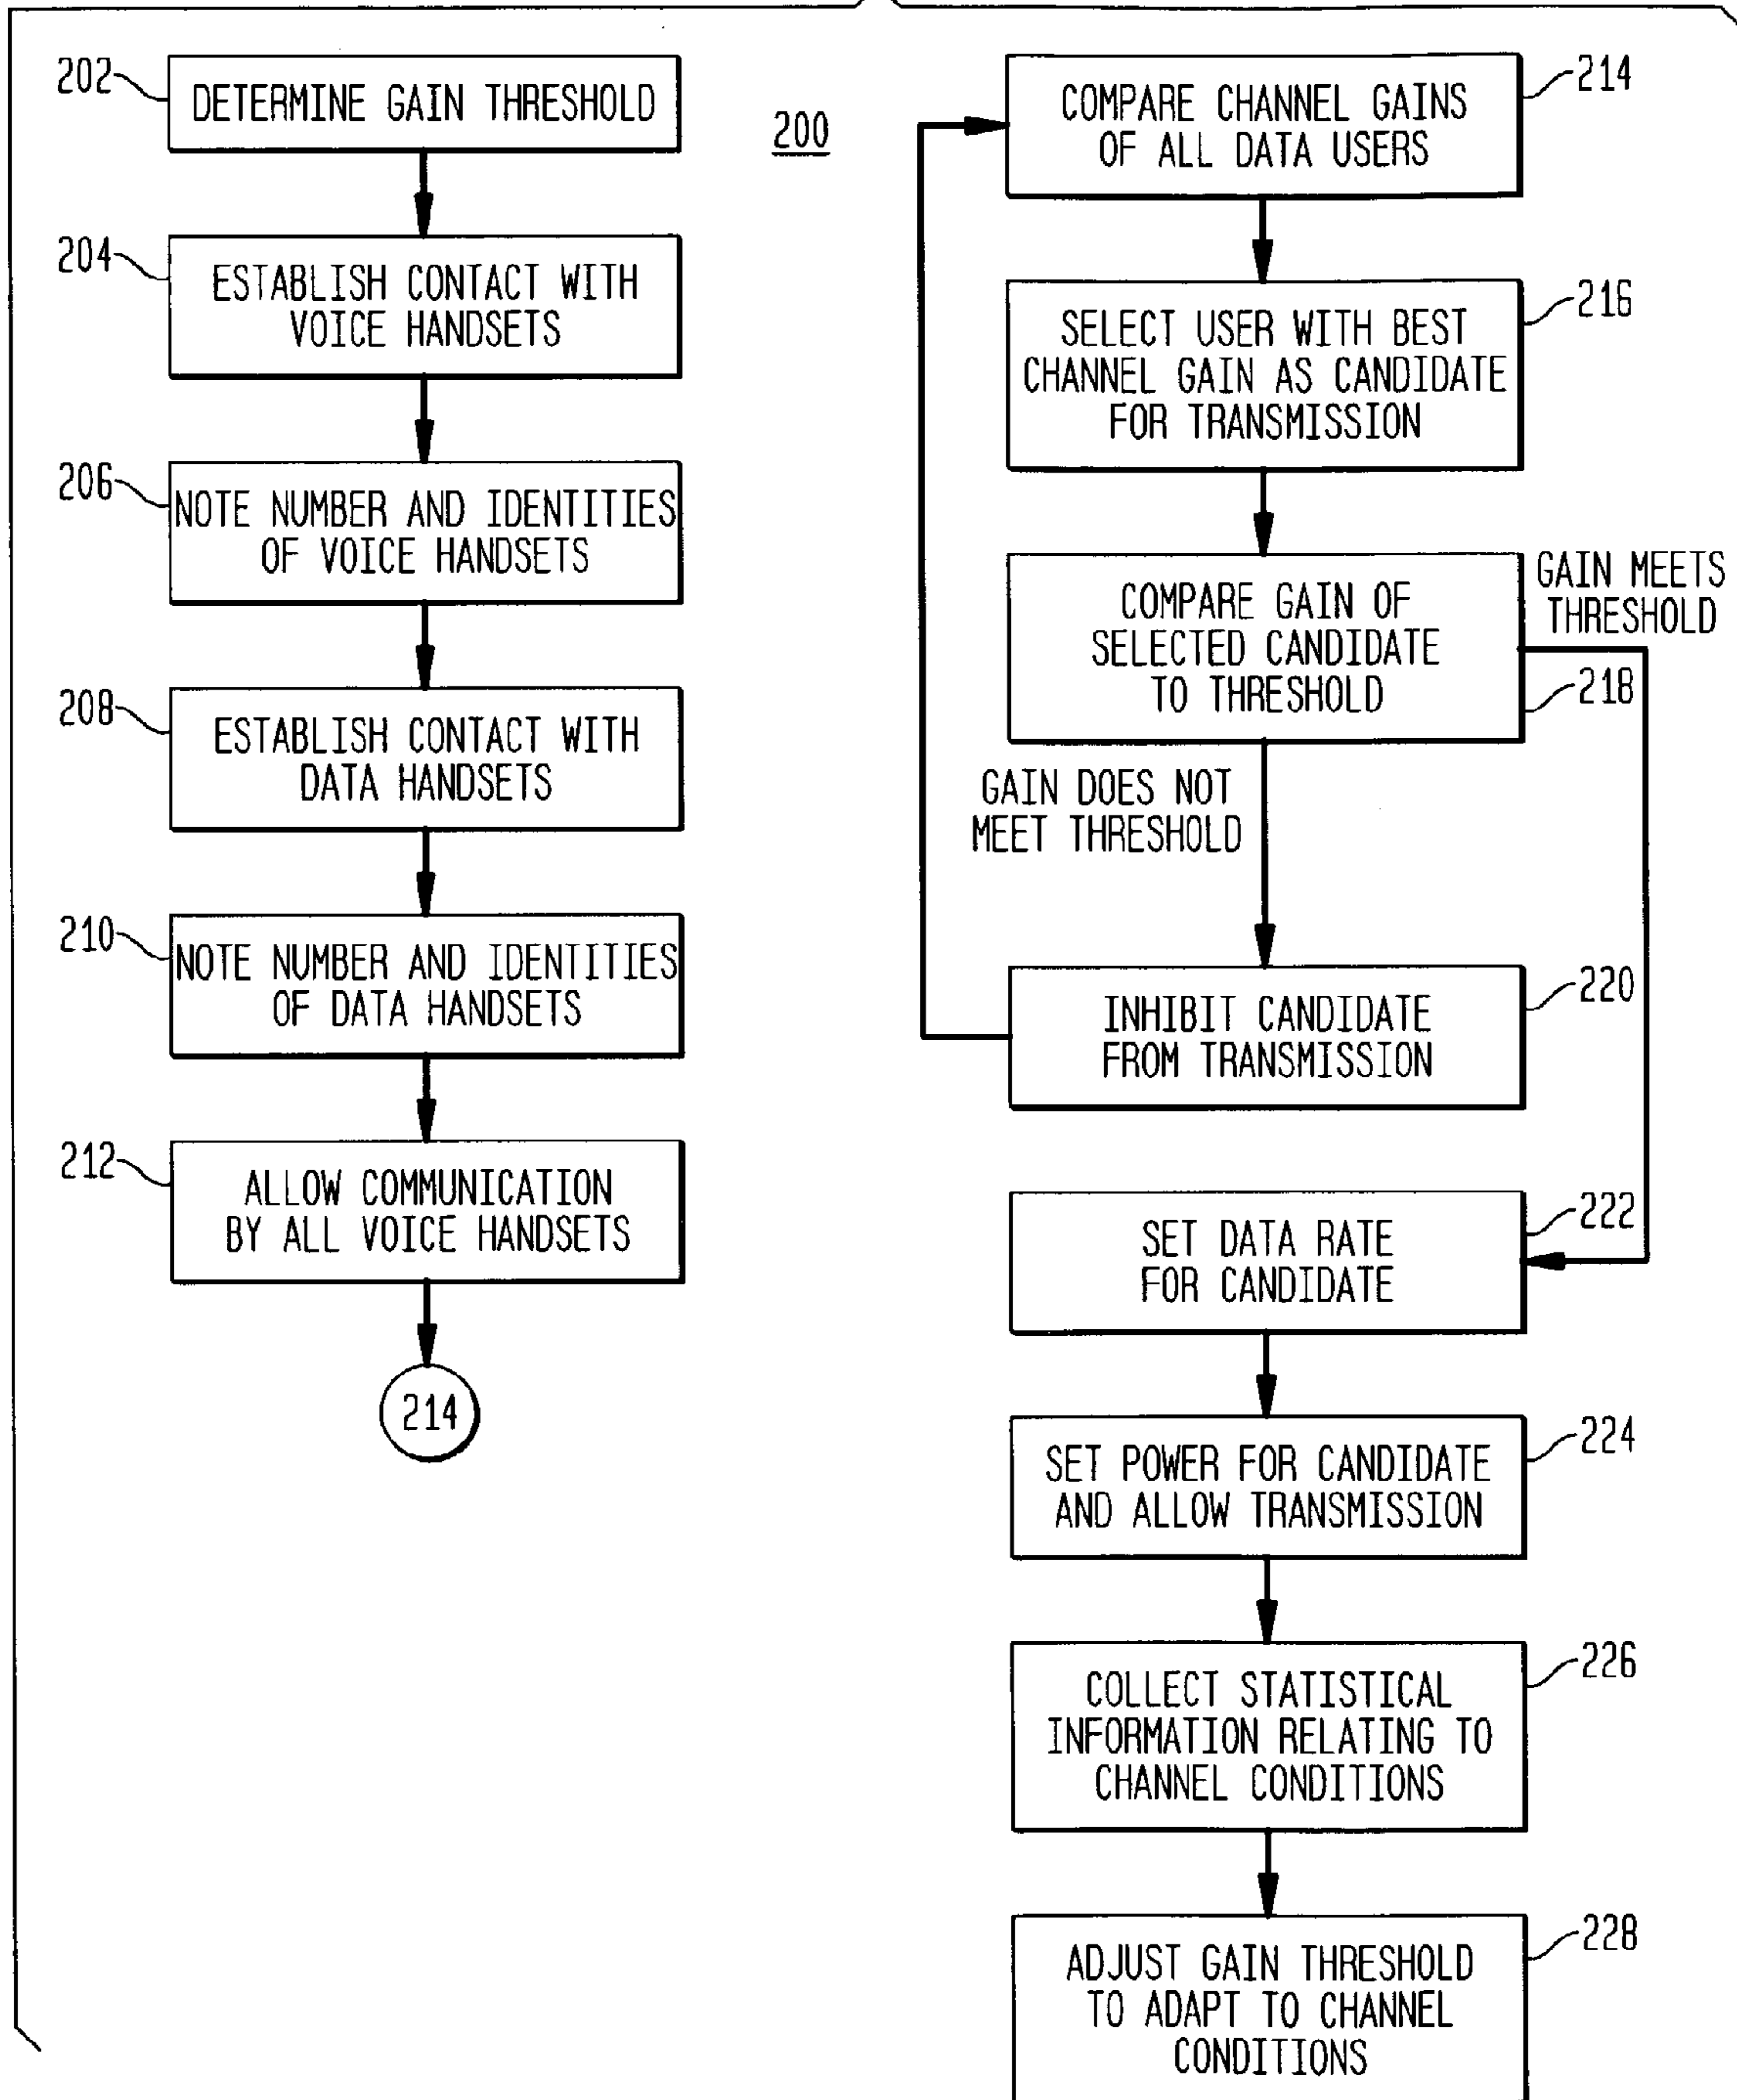 202
DETERMINE GAIN THRESHOLD
204
ESTABLISH CONTACT WITH
VOICE HANDSETS
206
NOTE NUMBER AND IDENTITIES
OF VOICE HANDSETS
208
ESTABLISH CONTACT WITH
DATA HANDSETS
210
NOTE NUMBER AND IDENTITIES
OF DATA HANDSETS
212
ALLOW COMMUNICATION
BY ALL VOICE HANDSETS
214
200
214
COMPARE CHANNEL GAINS
OF ALL DATA USERS
216
SELECT USER WITH BEST
CHANNEL GAIN AS CANDIDATE
FOR TRANSMISSION
COMPARE GAIN OF
SELECTED CANDIDATE
TO THRESHOLD
218
GAIN MEETS
THRESHOLD
GAIN DOES NOT
MEET THRESHOLD
220
INHIBIT CANDIDATE
FROM TRANSMISSION
222
SET DATA RATE
FOR CANDIDATE
224
SET POWER FOR CANDIDATE
AND ALLOW TRANSMISSION
226
COLLECT STATISTICAL
INFORMATION RELATING TO
CHANNEL CONDITIONS
228
ADJUST GAIN THRESHOLD
TO ADAPT TO CHANNEL
CONDITIONS